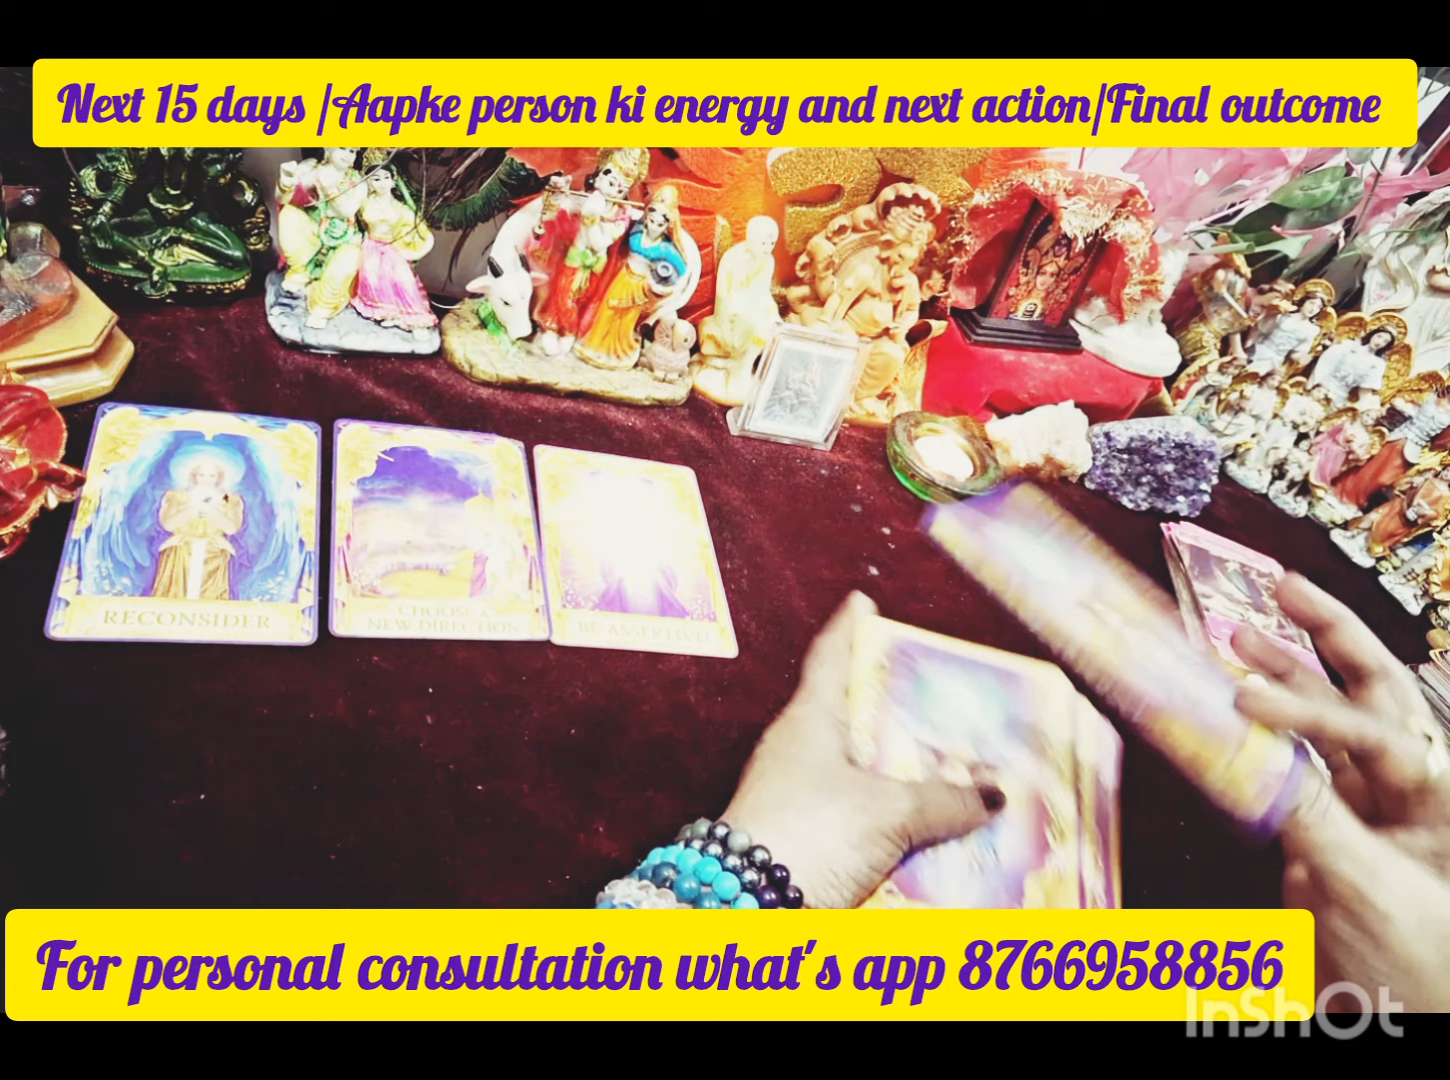 Next 15 days /Aapke person ki energy and next action/Final outcome
RECONSIDER
CHOOSE A
NEW DIRECTION
BE ASSERTIVE!
For personal consultation what's app 8766958856
InShOt